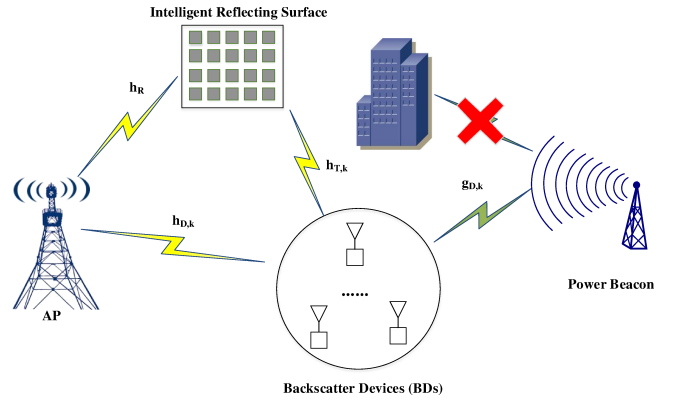 Intelligent Reflecting Surface
h_R
h_T,k
g_D,k
h_D,k
......
Power Beacon
AP
Backscatter Devices (BDs)